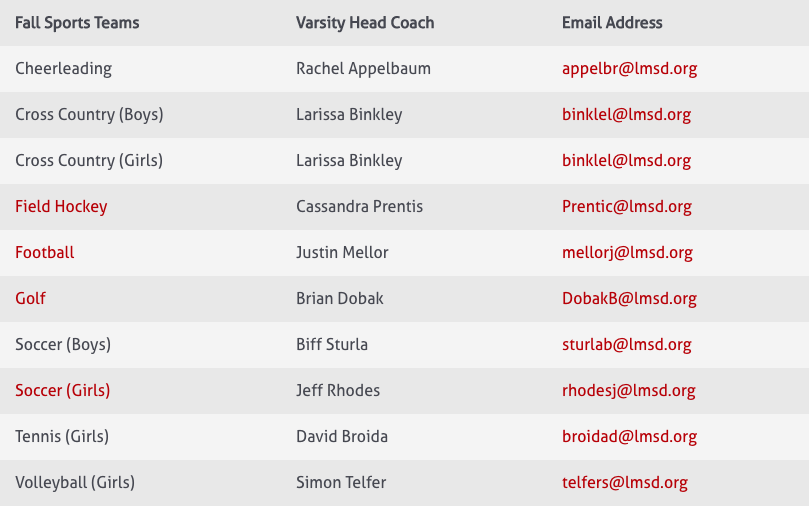 Fall Sports Teams Varsity Head Coach Email Address
Cheerleading Rachel Appelbaum appelbr@lmsd.org
Cross Country (Boys) Larissa Binkley binklel@lmsd.org
Cross Country (Girls) Larissa Binkley binklel@lmsd.org
Field Hockey Cassandra Prentis Prentic@lmsd.org
Football Justin Mellor mellorj@lmsd.org
Golf Brian Dobak DobakB@lmsd.org
Soccer (Boys) Biff Sturla sturlab@lmsd.org
Soccer (Girls) Jeff Rhodes rhodesj@lmsd.org
Tennis (Girls) David Broida broidad@lmsd.org
Volleyball (Girls) Simon Telfer telfers@lmsd.org